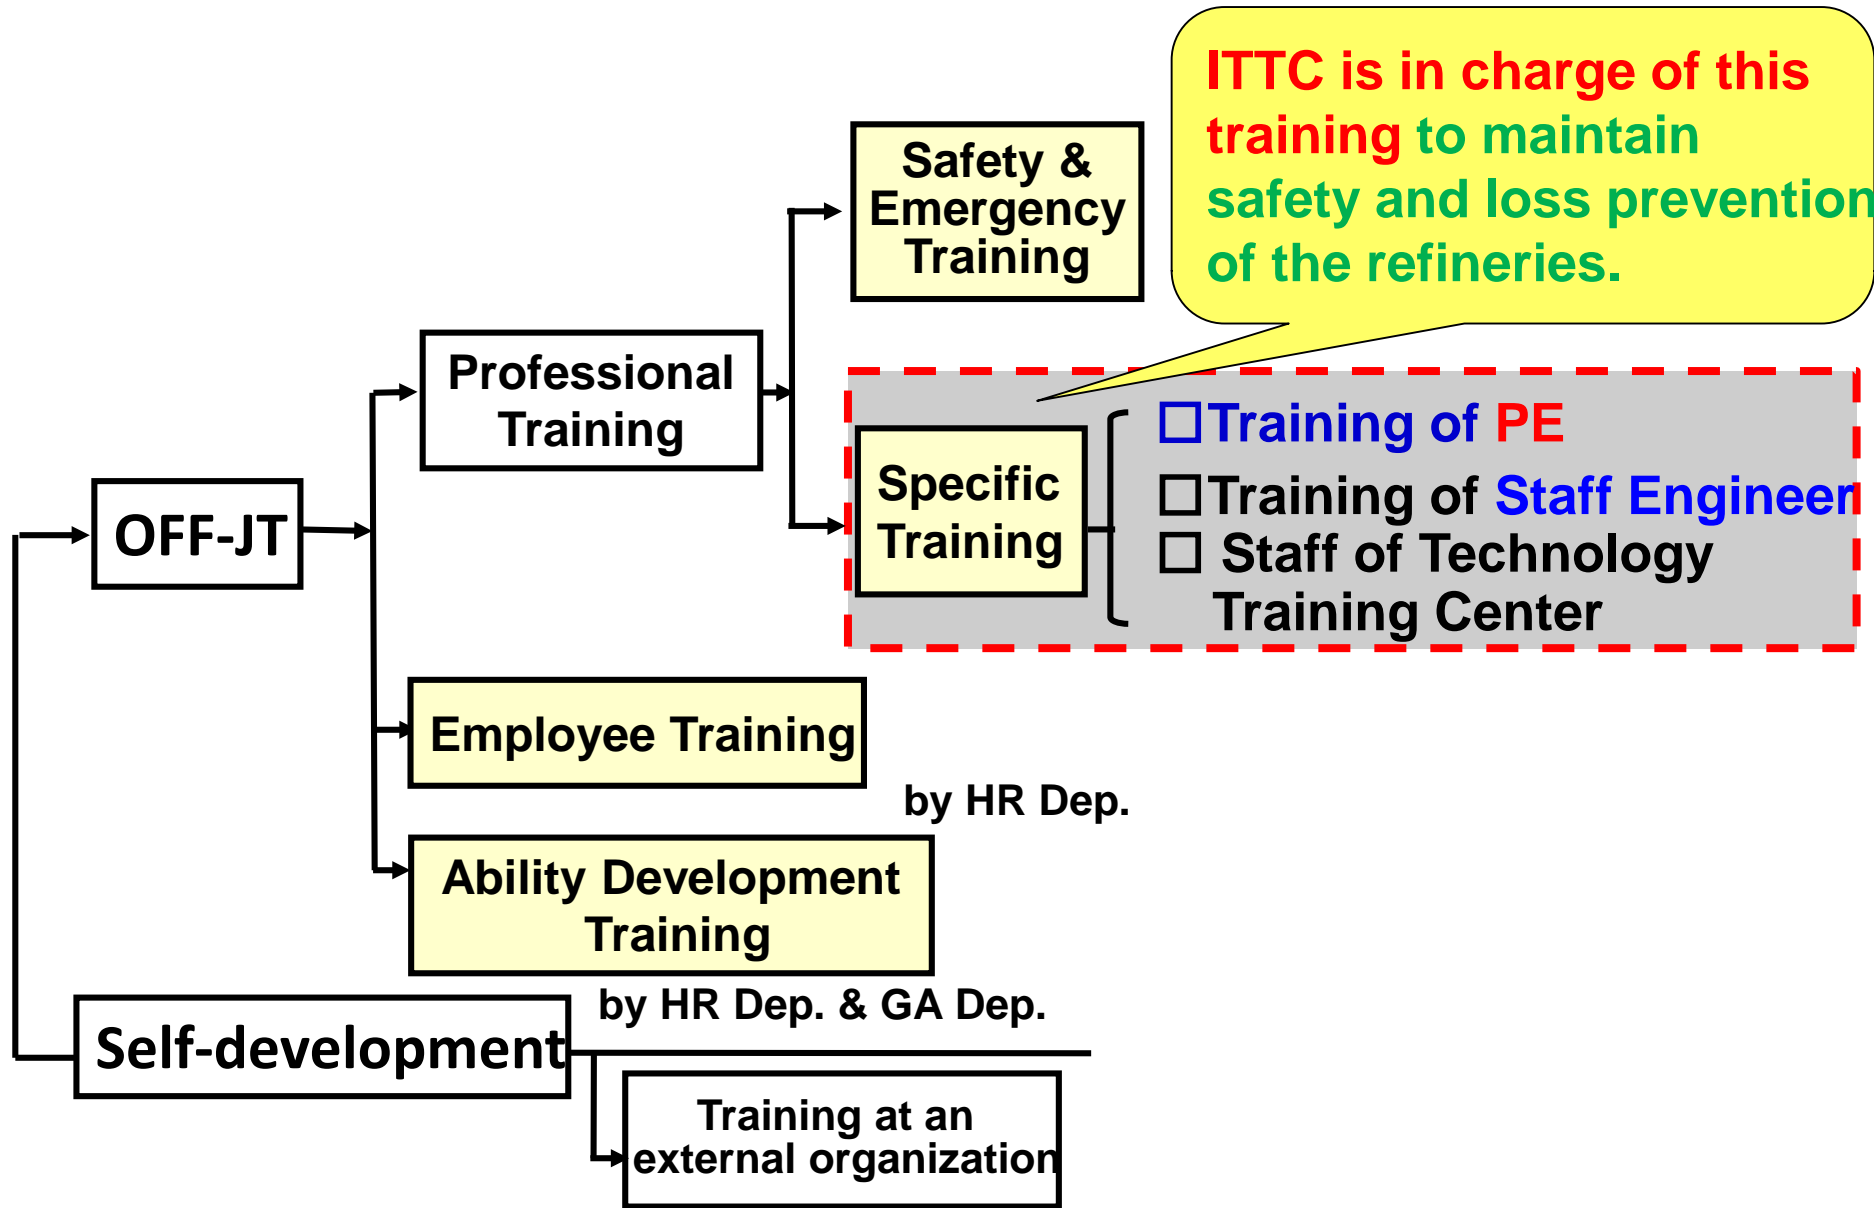 ITTC is in charge of this
training to maintain
safety and loss prevention
of the refineries.
Safety &
Emergency
Training
Professional
Training
Specific
Training
☐Training of PE
☐Training of Staff Engineer
☐ Staff of Technology
Training Center
OFF-JT
Employee Training
by HR Dep.
Ability Development
Training
by HR Dep. & GA Dep.
Self-development
Training at an
external organization